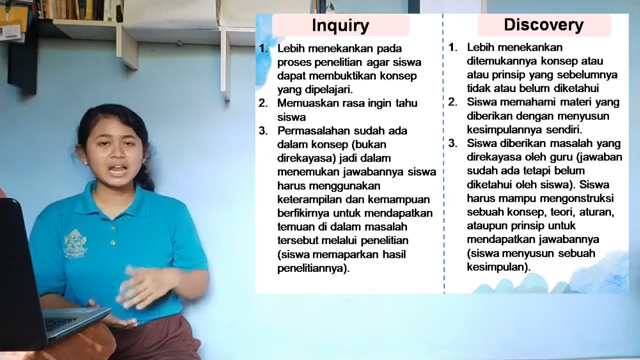 Inquiry
1. Lebih menekankan pada
proses penelitian agar siswa
dapat membuktikan konsep
yang dipelajari.
2. Memuaskan rasa ingin tahu
siswa
3. Permasalahan sudah ada
dalam konsep (bukan
direkayasa) jadi dalam
menemukan jawabannya siswa
harus menggunakan
keterampilan dan kemampuan
berfikirnya untuk mendapatkan
temuan di dalam masalah
tersebut melalui penelitian
(siswa memaparkan hasil
penelitiannya).
Discovery
1. Lebih menekankan
ditemukannya konsep atau
atau prinsip yang sebelumnya
tidak atau belum diketahui
2. Siswa memahami materi yang
diberikan dengan menyusun
kesimpulannya sendiri.
3. Siswa diberikan masalah yang
direkayasa oleh guru (jawaban
sudah ada tetapi belum
diketahui oleh siswa). Siswa
harus mampu mengonstruksi
sebuah konsep, teori, aturan,
ataupun prinsip untuk
mendapatkan jawabannya
(siswa menyusun sebuah
kesimpulan).